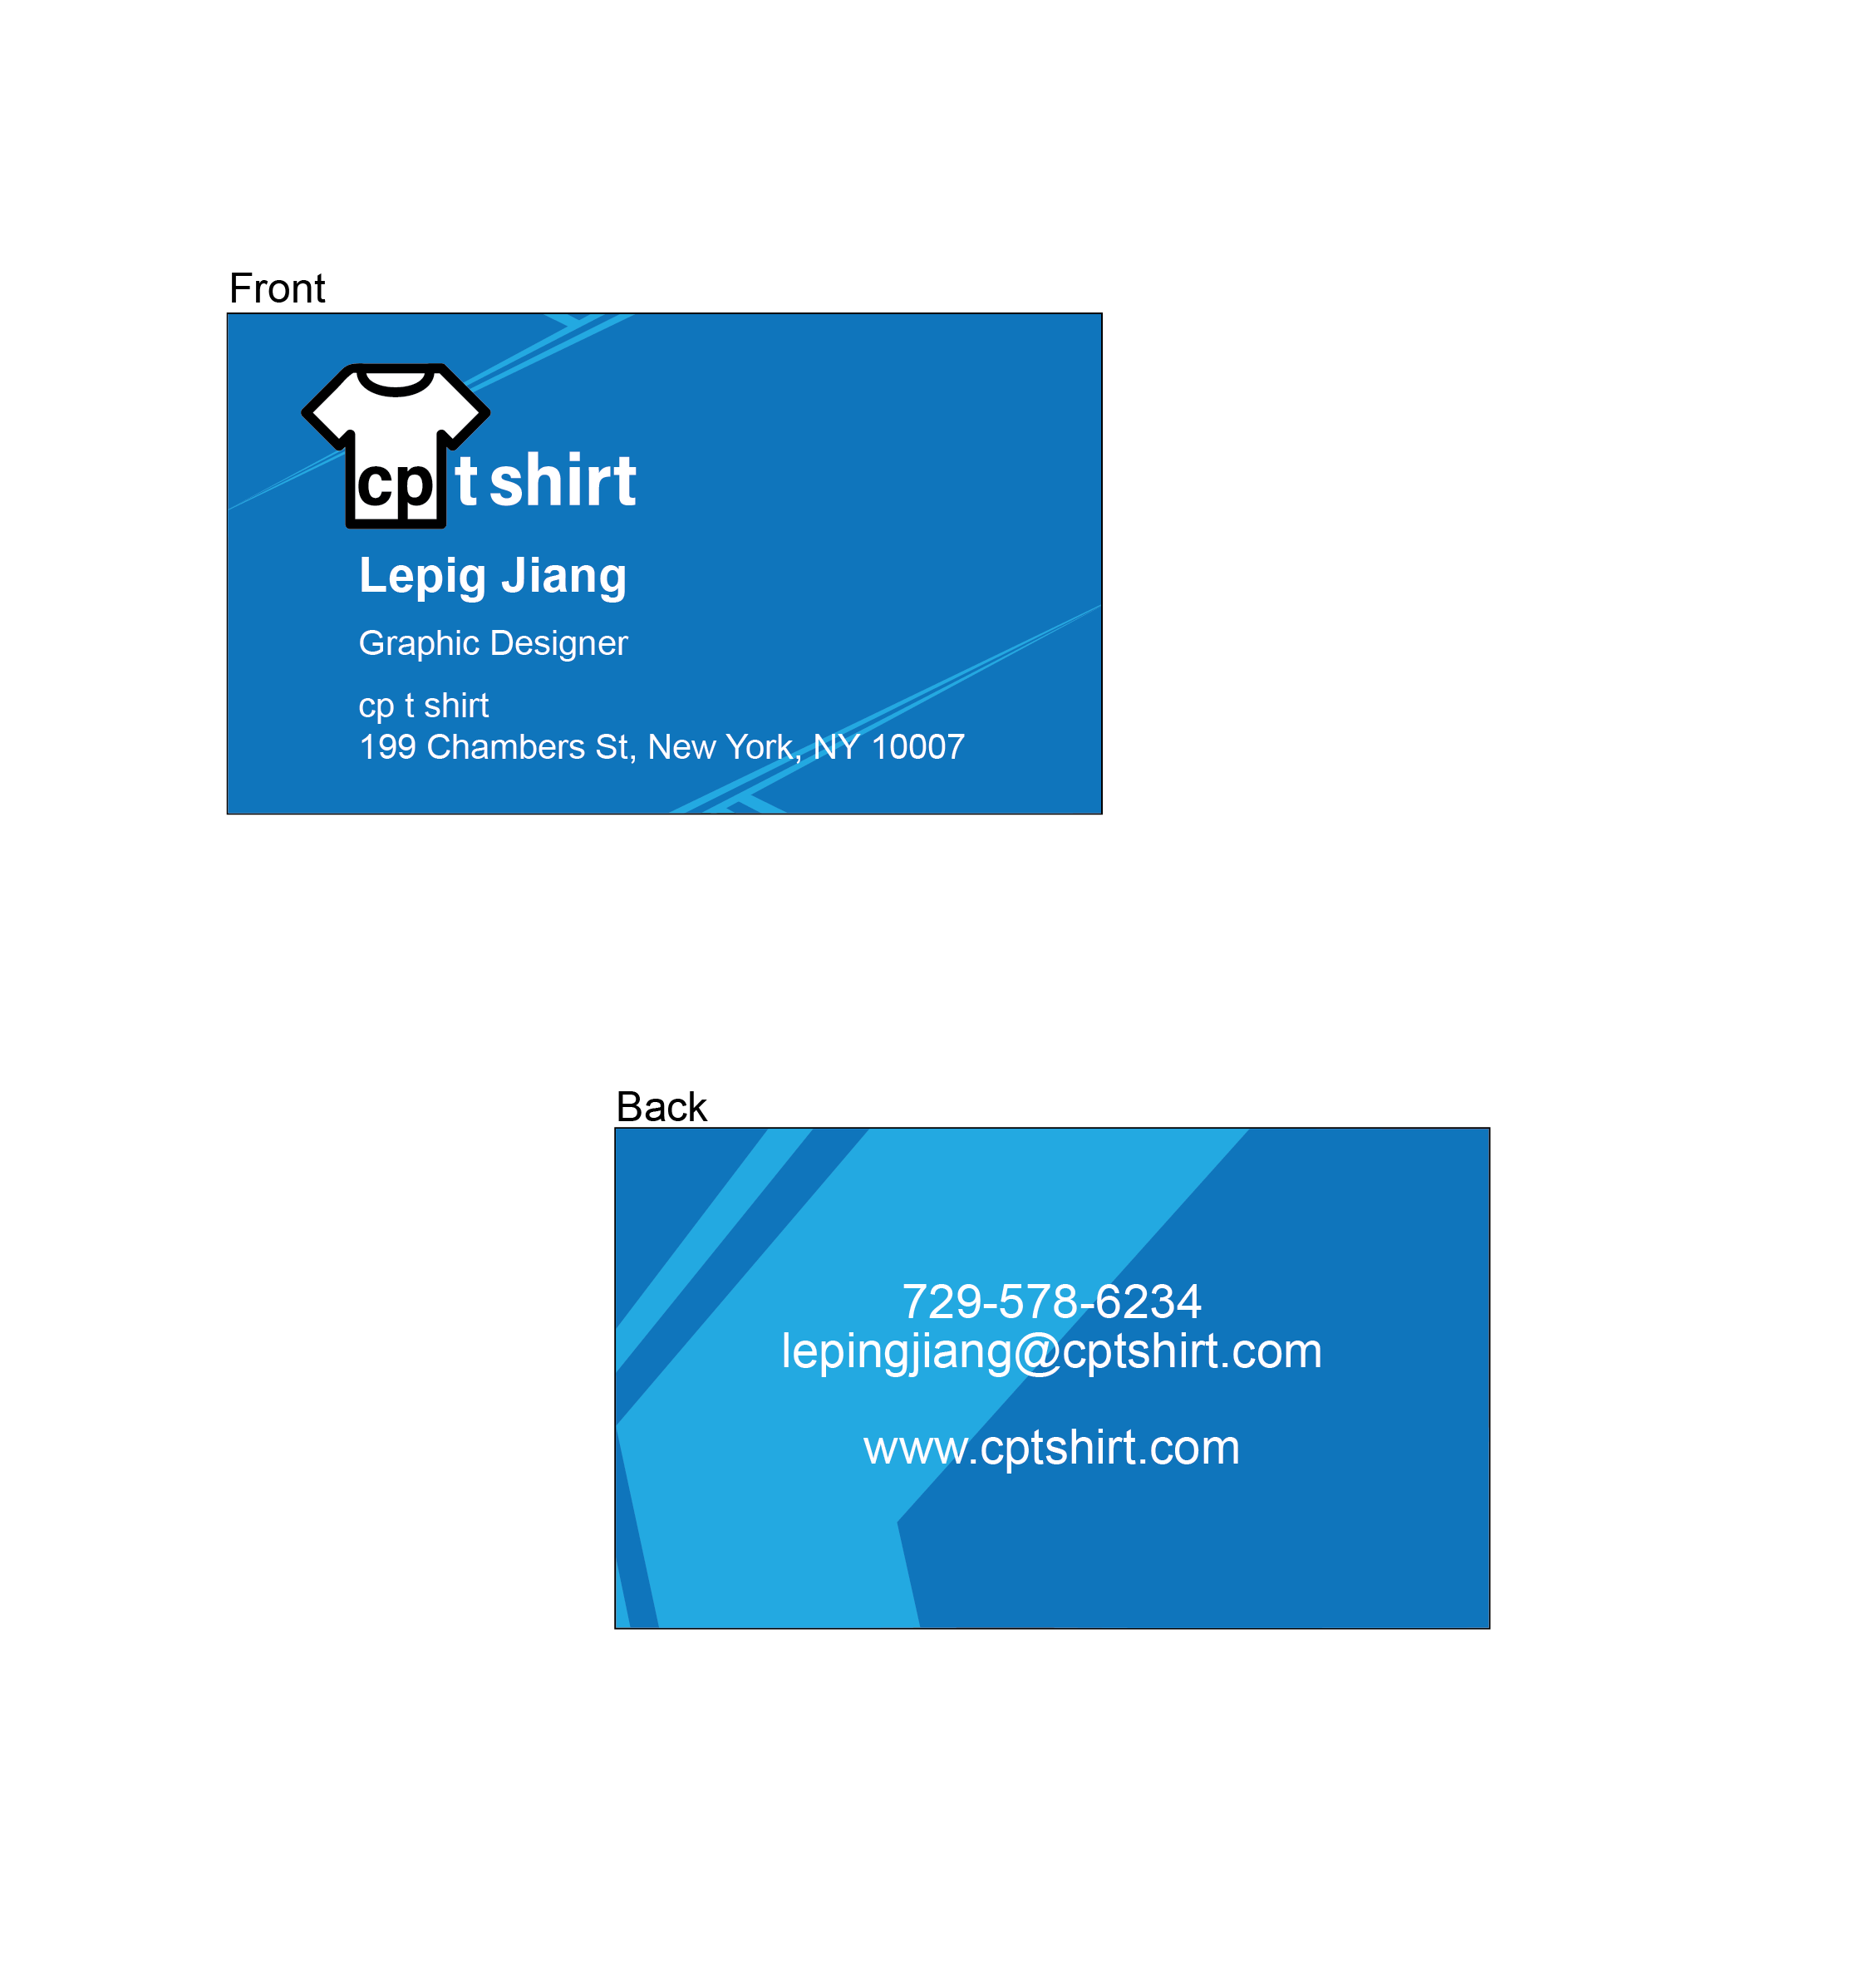 Front
cp t shirt
Lepig Jiang
Graphic Designer
cp t shirt
199 Chambers St, New York, NY 10007
Back
729-578-6234
lepingjiang@cptshirt.com
www.cptshirt.com